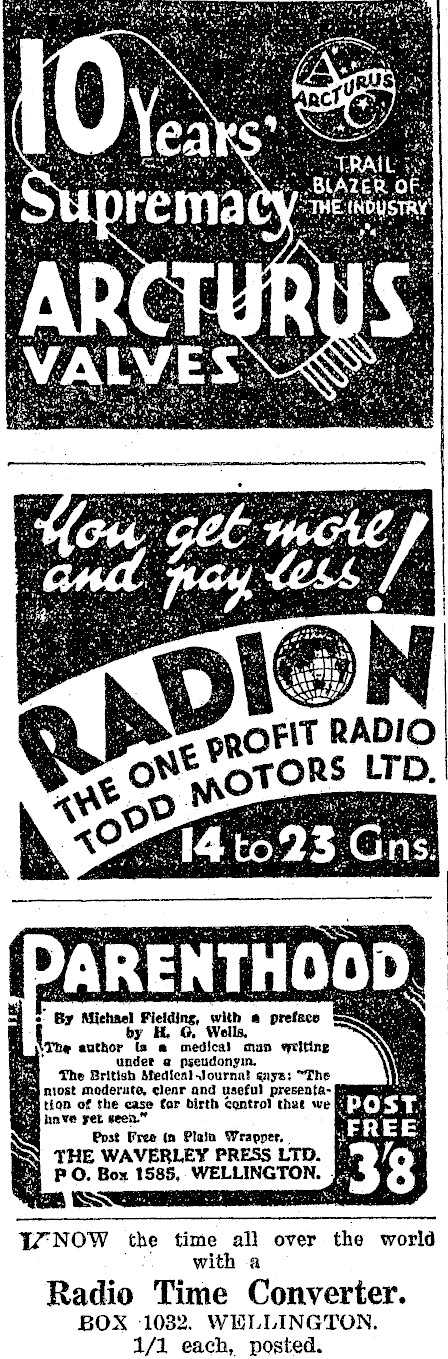 10 Years'
Supremacy
ARCTURUS
VALVES
ARCTURUS
TRAIL
BLAZER OF
THE INDUSTRY
You get more
and pay less!
RADION
THE ONE PROFIT RADIO
TODD MOTORS LTD.
14 to 23 Gns.
PARENTHOOD
By Michael Fielding, with a preface
by H. G. Wells.
The author is a medical man writing
under a pseudonym.
The British Medical Journal says: "The
most moderate, clear and useful presenta-
tion of the case for birth control that we
have yet seen."
Post Free in Plain Wrapper.
THE WAVERLEY PRESS LTD.
P O. Box 1585, WELLINGTON.
POST
FREE
3'8
KNOW the time all over the world
with a
Radio Time Converter.
BOX 1032. WELLINGTON.
1/1 each, posted.